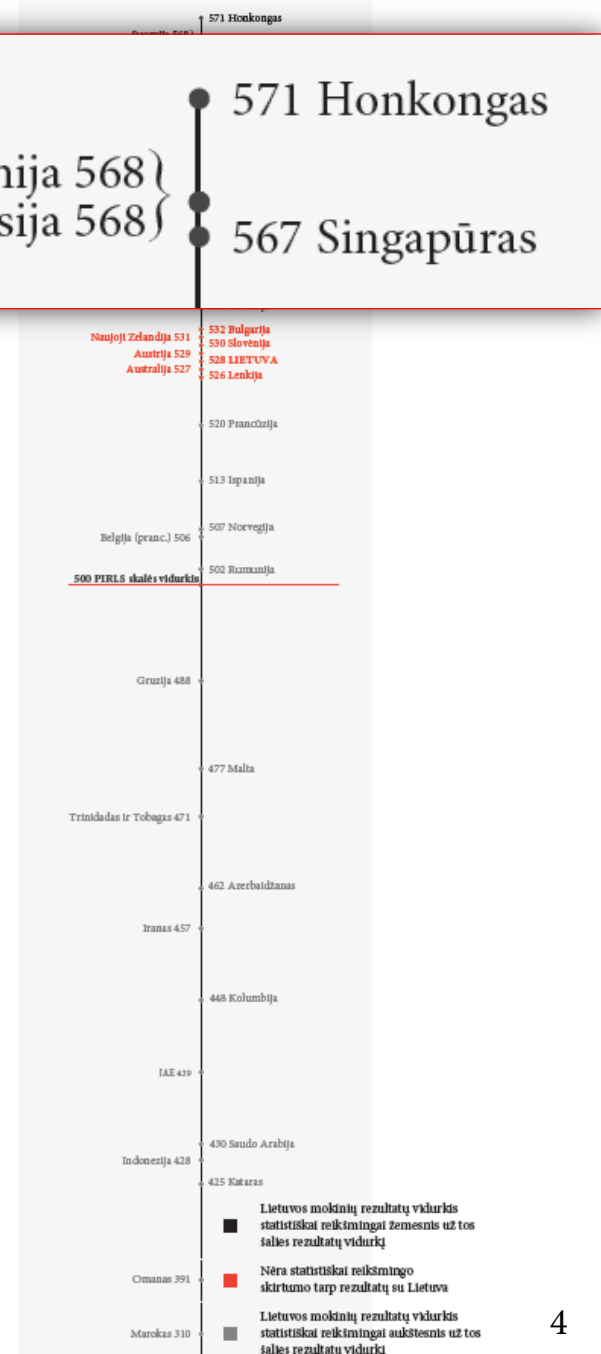 571 Honkongas
571 Honkongas
nija 568}
sija 568}
567 Singapūras
532 Bulgarija
Naujoji Zelandija 531
530 Slovėnija
Austrija 529
528 LIETUVA
Australija 527
526 Lenkija
520 Prancūzija
513 Ispanija
507 Norvegija
Belgija (pranc.) 506
502 Rumunija
500 PIRLS skalės vidurkis
Gruzija 488
477 Malta
Trinidadas ir Tobagas 471
462 Azerbaidžanas
Iranas 457
448 Kolumbija
JAE 439
430 Saudo Arabija
Indonezija 428
425 Kataras
Lietuvos mokinių rezultatų vidurkis
statistiškai reikšmingai žemesnis už tos
šalies rezultatų vidurkį
Omanas 391
Nėra statistiškai reikšmingo
skirtumo tarp rezultatų su Lietuva
Marokas 310
Lietuvos mokinių rezultatų vidurkis
statistiškai reikšmingai aukštesnis už tos
šalies rezultatų vidurkį
4